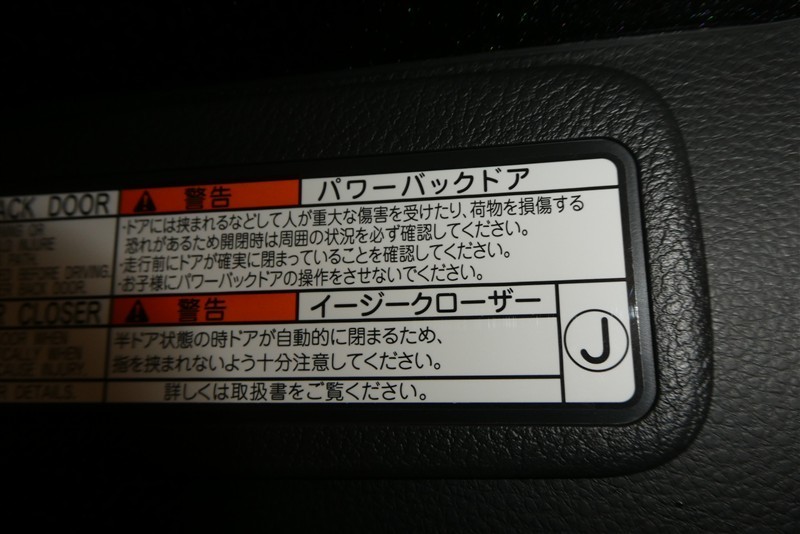 ACK DOOR
警告
パワーバックドア
・ドアには挟まれるなどして人が重大な傷害を受けたり、荷物を損傷する
恐れがあるため開閉時は周囲の状況を必ず確認してください。
・走行前にドアが確実に閉まっていることを確認してください。
・お子様にパワーバックドアの操作をさせないでください。
INJURE
PATH.
DRIVING.
DOOR.
CLOSER
警告
イージークローザー
半ドア状態の時ドアが自動的に閉まるため、
指を挟まれないよう十分注意してください。
WHEN
WHEN
INJURY.
J
DETAILS.
詳しくは取扱書をご覧ください。